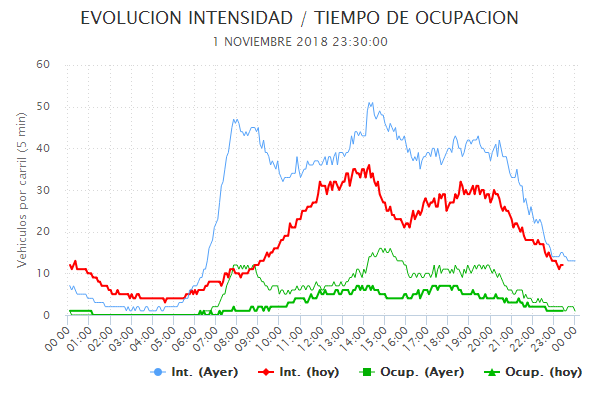 EVOLUCION INTENSIDAD / TIEMPO DE OCUPACION
1 NOVIEMBRE 2018 23:30:00
Vehiculos por carril (5 min)
60
50
40
30
20
10
0
00:00 01:00 02:00 03:00 04:00 05:00 06:00 07:00 08:00 09:00 10:00 11:00 12:00 13:00 14:00 15:00 16:00 17:00 18:00 19:00 20:00 21:00 22:00 23:00 00:00
Int. (Ayer) Int. (hoy) Ocup. (Ayer) Ocup. (hoy)